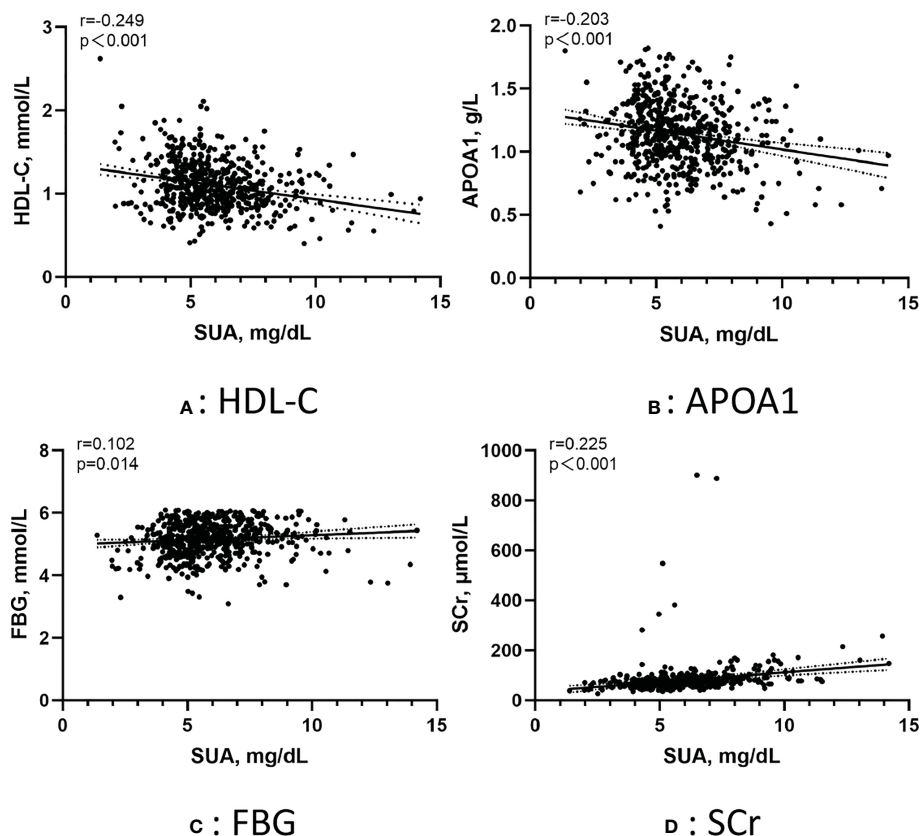 r=-0.249
p<0.001
3
2
1
0
HDL-C, mmol/L
0 5 10 15
SUA, mg/dL
A: HDL-C
r=-0.203
p<0.001
2.0
1.5
1.0
0.5
0.0
APOA1, g/L
0 5 10 15
SUA, mg/dL
B: APOA1
r=0.102
p=0.014
8
6
4
2
0
FBG, mmol/L
0 5 10 15
SUA, mg/dL
C: FBG
r=0.225
p<0.001
1000
800
600
400
200
0
SCr, μmol/L
0 5 10 15
SUA, mg/dL
D: SCr